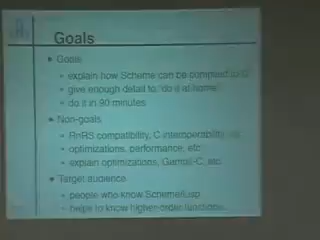 Goals
• Goals
• explain how Scheme can be compiled to C
• give enough detail to "do it at home"
• do it in 90 minutes
• Non-goals
• RnRS compatibility, C interoperability, etc.
• optimizations, performance, etc.
• explain optimizations, Gambit-C, etc.
• Target audience
• people who know Scheme/Lisp
• helps to know higher-order functions